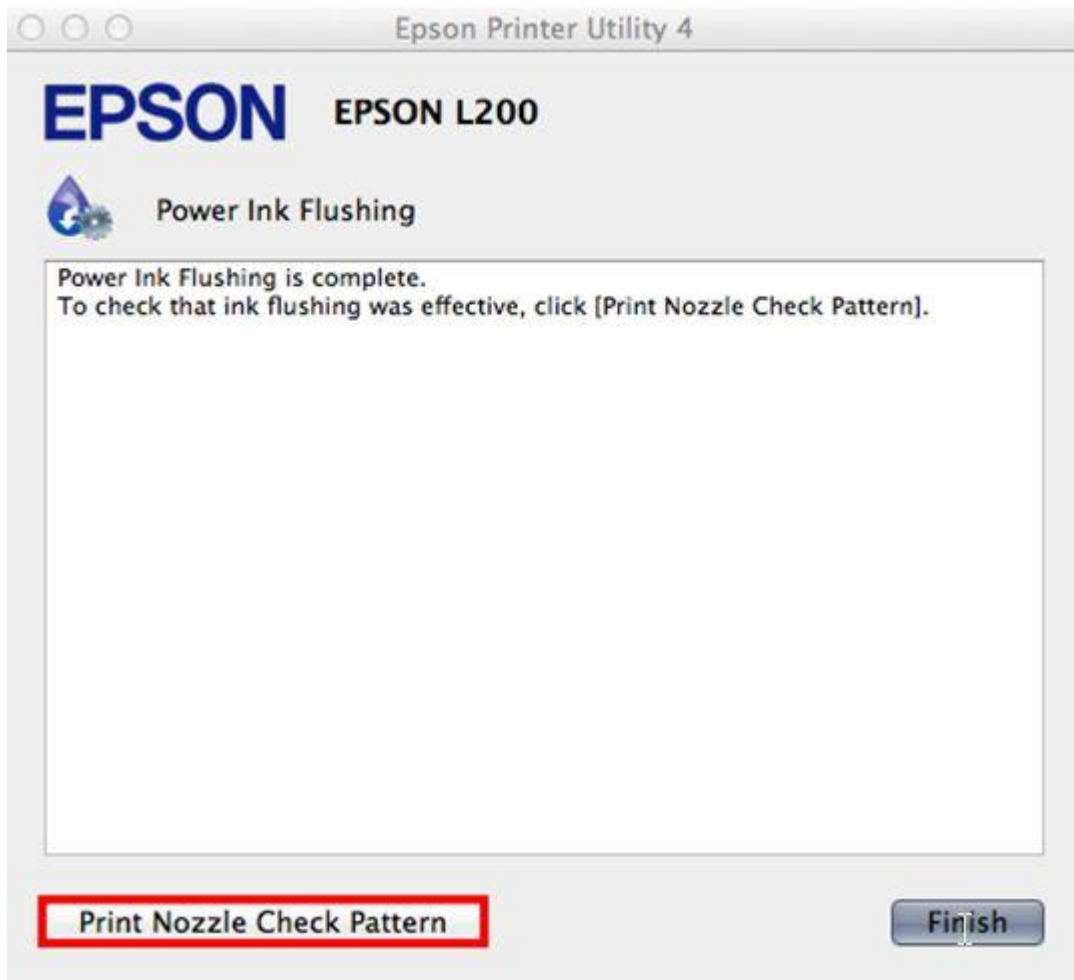 Epson Printer Utility 4
EPSON EPSON L200
Power Ink Flushing
Power Ink Flushing is complete.
To check that ink flushing was effective, click [Print Nozzle Check Pattern].
Print Nozzle Check Pattern Finish